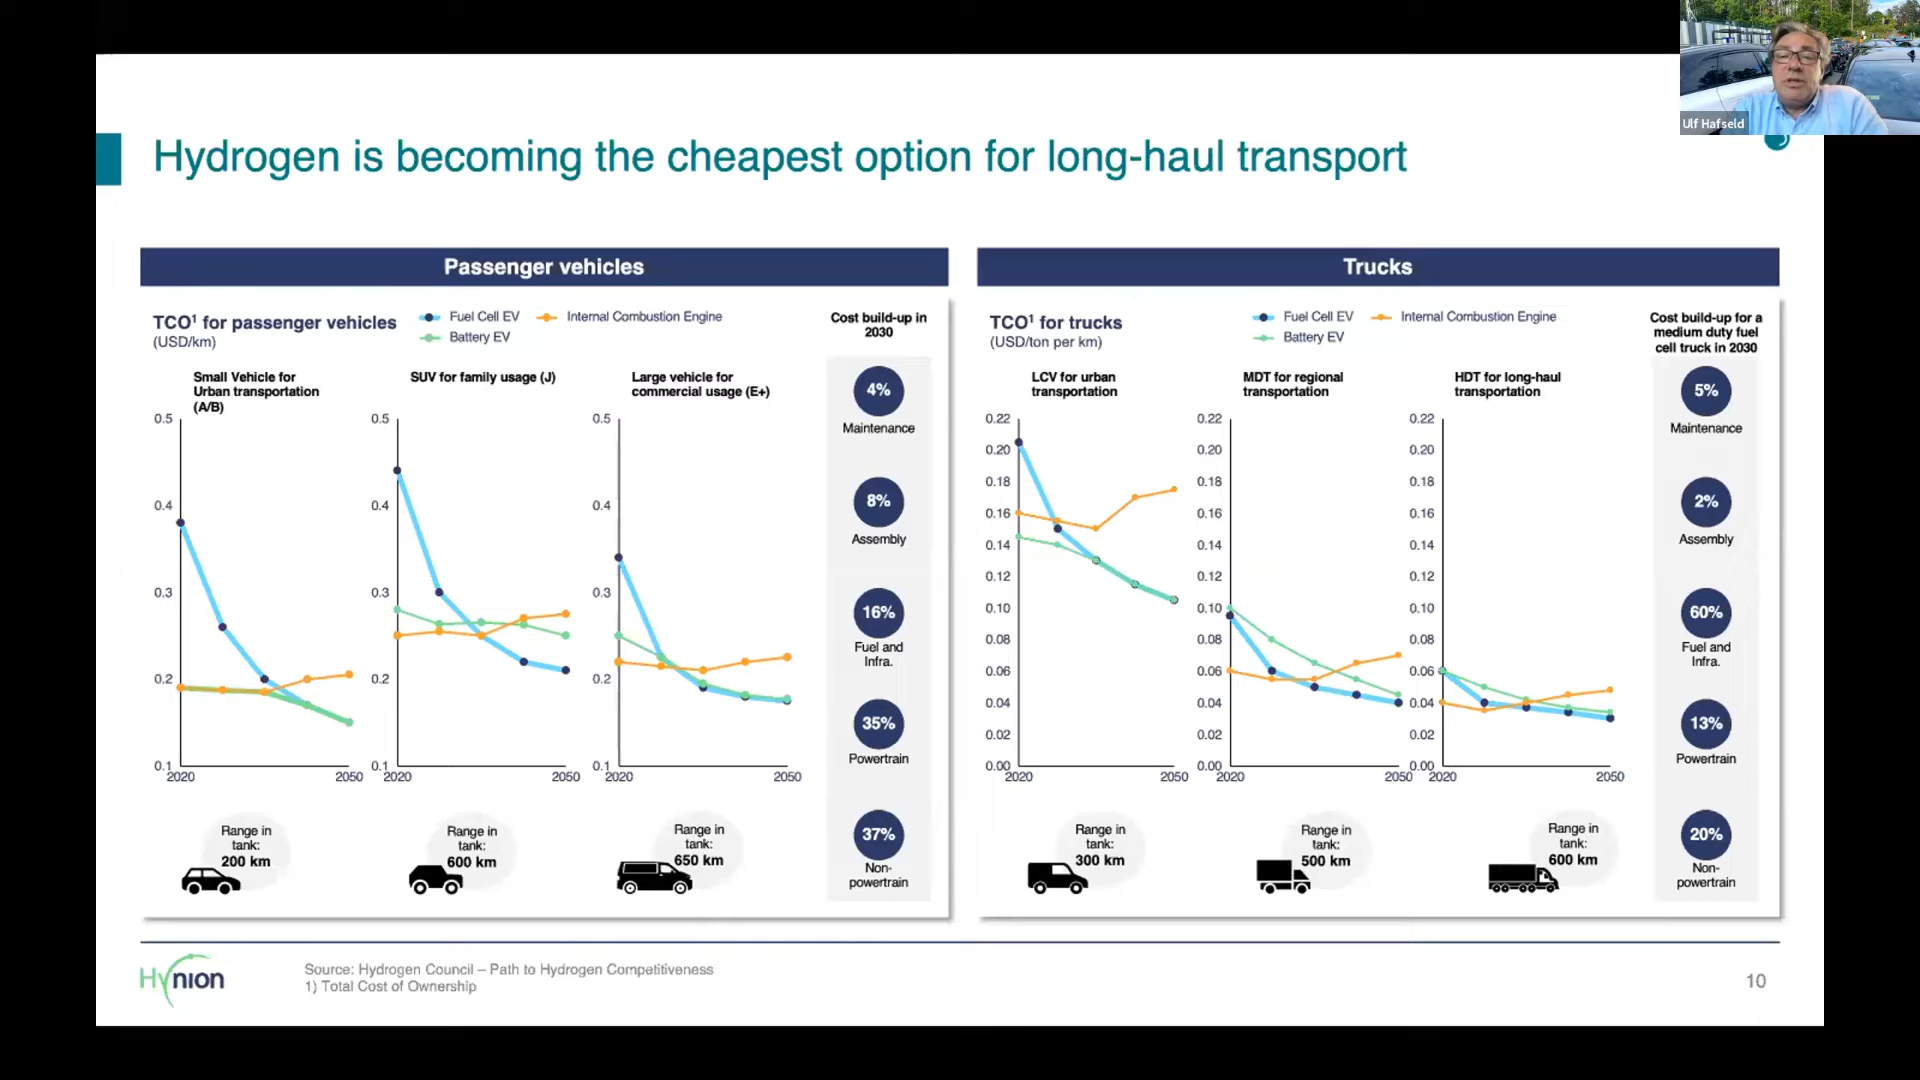 Ulf Hafseld
Hydrogen is becoming the cheapest option for long-haul transport
Passenger vehicles
TCO¹ for passenger vehicles
(USD/km)
Fuel Cell EV
Internal Combustion Engine
Battery EV
Cost build-up in
2030
Small Vehicle for
Urban transportation
(A/B)
0.5
0.4
0.3
0.2
0.1
2020
2050
SUV for family usage (J)
0.5
0.4
0.3
0.2
0.1
2020
2050
Large vehicle for
commercial usage (E+)
0.5
0.4
0.3
0.2
0.1
2020
2050
4%
Maintenance
8%
Assembly
16%
Fuel and
Infra.
35%
Powertrain
37%
Non-
powertrain
Range in
tank:
200 km
Range in
tank:
600 km
Range in
tank:
650 km
Trucks
TCO¹ for trucks
(USD/ton per km)
Fuel Cell EV
Internal Combustion Engine
Battery EV
Cost build-up for a
medium duty fuel
cell truck in 2030
LCV for urban
transportation
0.22
0.20
0.18
0.16
0.14
0.12
0.10
0.08
0.06
0.04
0.02
0.00
2020
2050
MDT for regional
transportation
0.22
0.20
0.18
0.16
0.14
0.12
0.10
0.08
0.06
0.04
0.02
0.00
2020
2050
HDT for long-haul
transportation
0.22
0.20
0.18
0.16
0.14
0.12
0.10
0.08
0.06
0.04
0.02
0.00
2020
2050
5%
Maintenance
2%
Assembly
60%
Fuel and
Infra.
13%
Powertrain
20%
Non-
powertrain
Range in
tank:
300 km
Range in
tank:
500 km
Range in
tank:
600 km
Hynion
Source: Hydrogen Council – Path to Hydrogen Competitiveness
1) Total Cost of Ownership
10